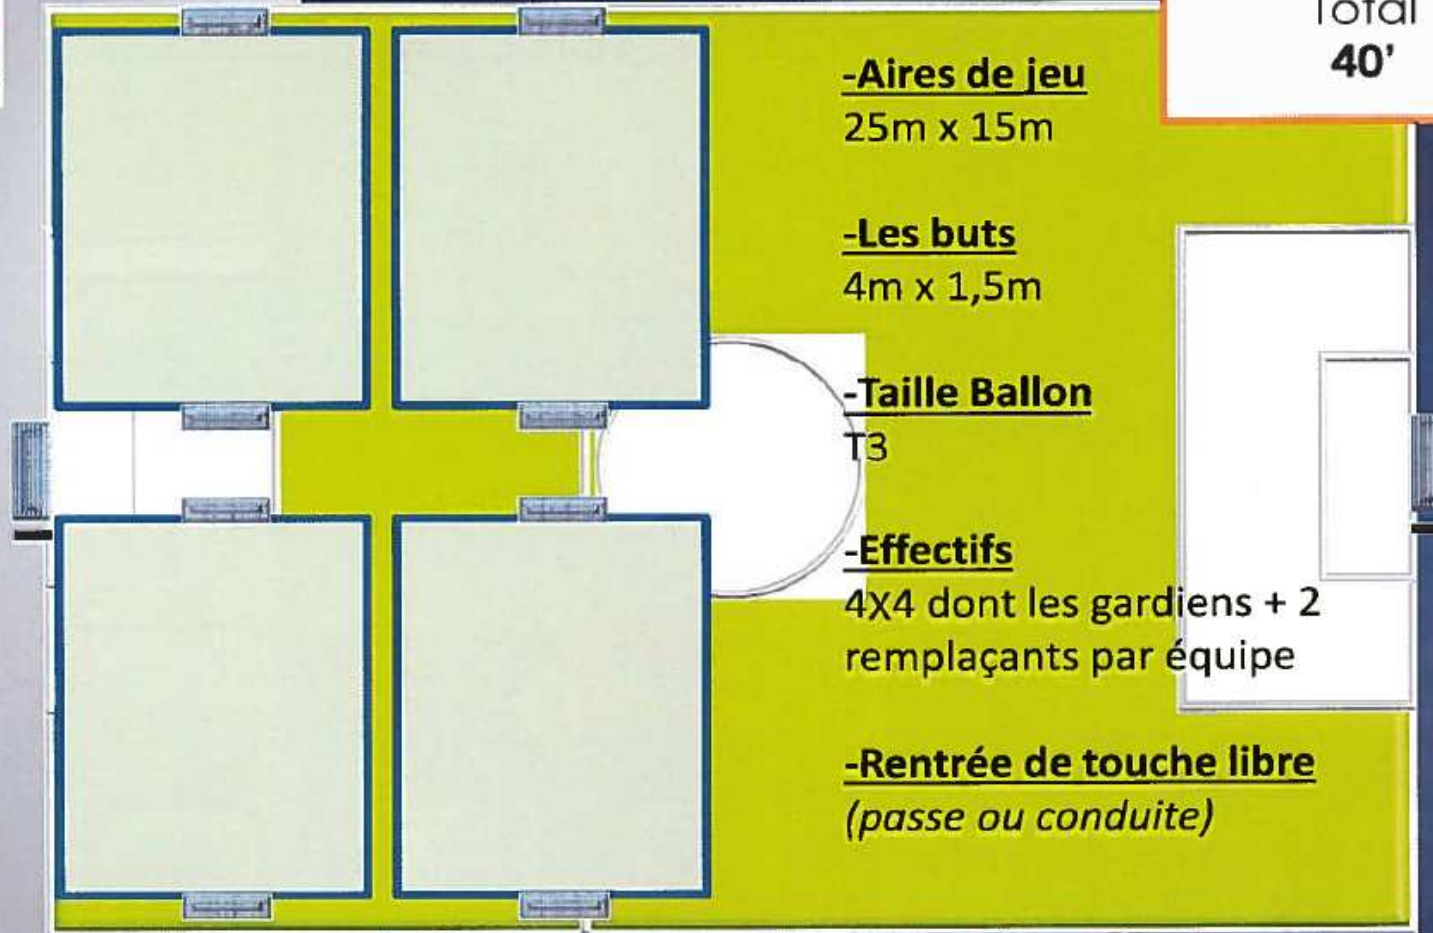 Total
40'
-Aires de jeu
25m x 15m
-Les buts
4m x 1,5m
-Taille Ballon
T3
-Effectifs
4X4 dont les gardiens + 2
remplaçants par équipe
-Rentrée de touche libre
(passe ou conduite)